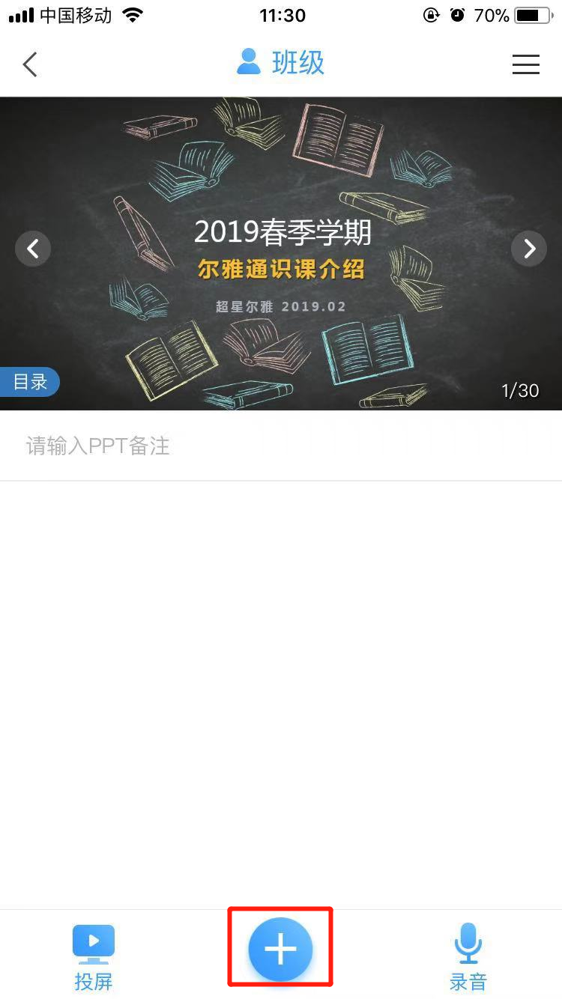 中国移动
11:30
70%
班级
2019春季学期
尔雅通识课介绍
超星尔雅 2019.02
目录
1/30
请输入PPT备注
投屏
录音